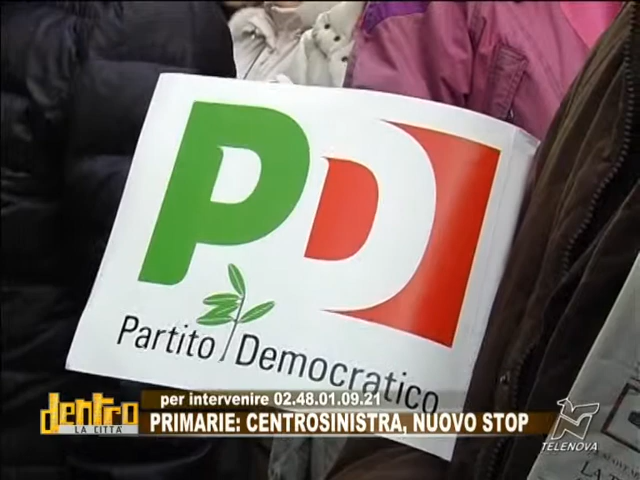 PD
Partito Democratico
dentro
LA CITTÀ
per intervenire 02.48.01.09.21
PRIMARIE: CENTROSINISTRA, NUOVO STOP
TELENOVA